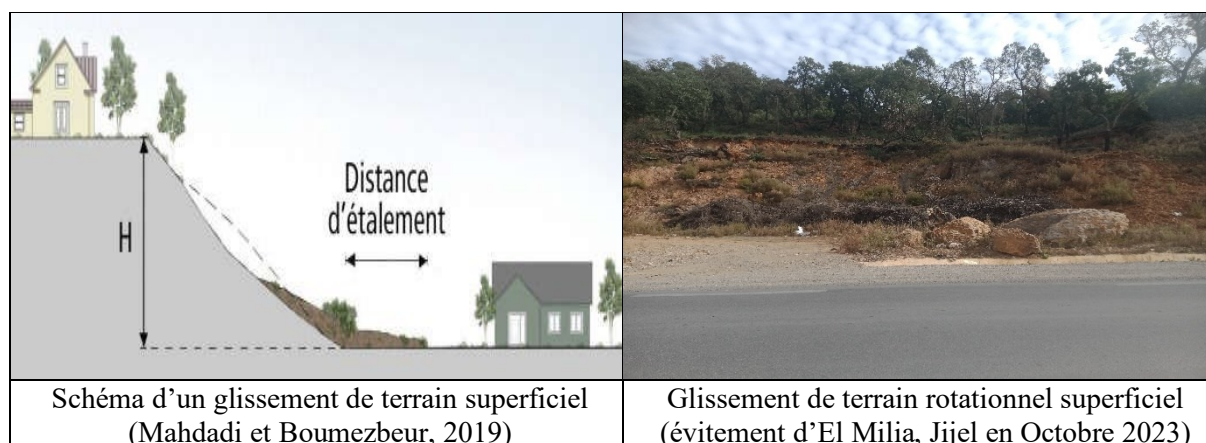 Distance
d'étalement
H
Schéma d’un glissement de terrain superficiel
(Mahdadi et Boumezbeur, 2019)
Glissement de terrain rotationnel superficiel
(évitement d’El Milia, Jijel en Octobre 2023)